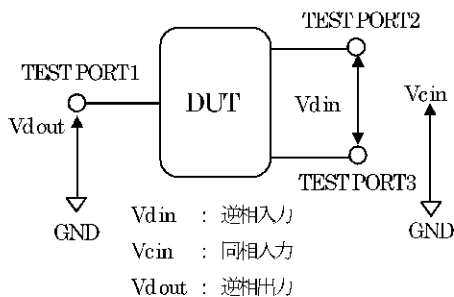 TEST PORT2
TEST PORT1
DUT
Vdin
Vcin
Vdout
TEST PORT3
GND
GND
Vdin : 逆相入力
Vcin : 同相入力
Vdout : 逆相出力